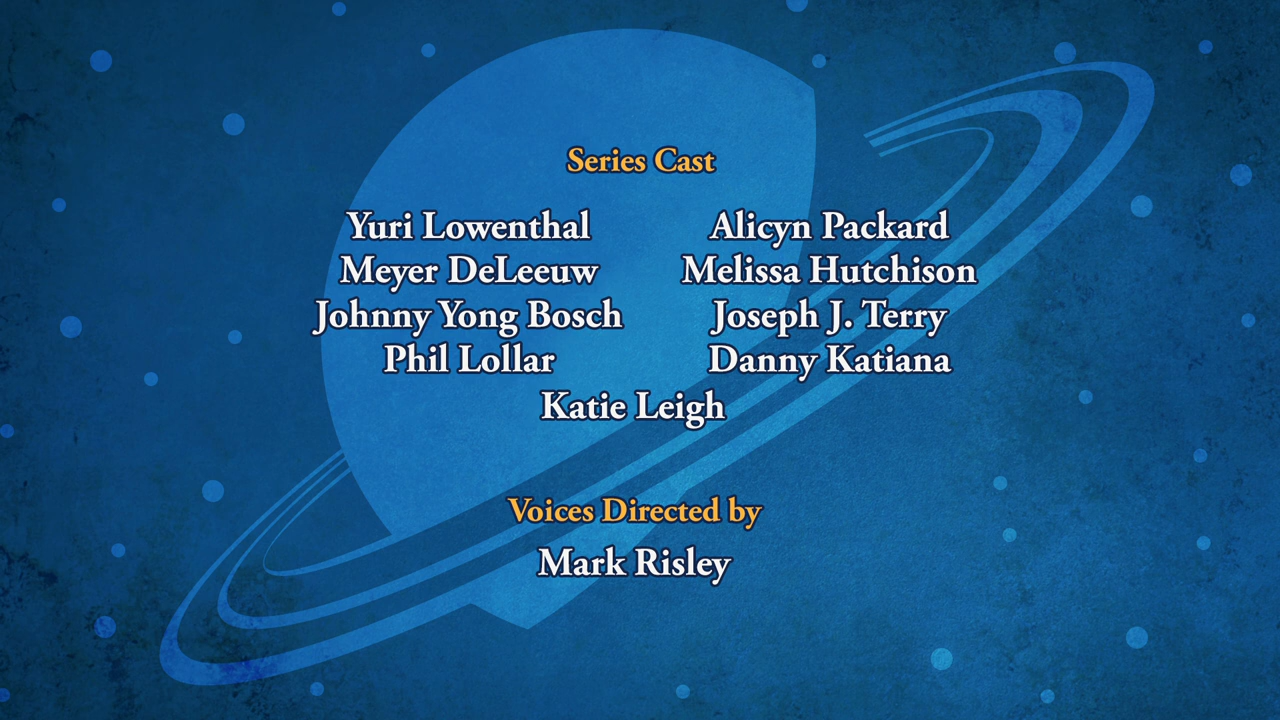 Series Cast
Yuri Lowenthal Alicyn Packard
Meyer DeLeeuw Melissa Hutchison
Johnny Yong Bosch Joseph J. Terry
Phil Lollar Danny Katiana
Katie Leigh
Voices Directed by
Mark Risley